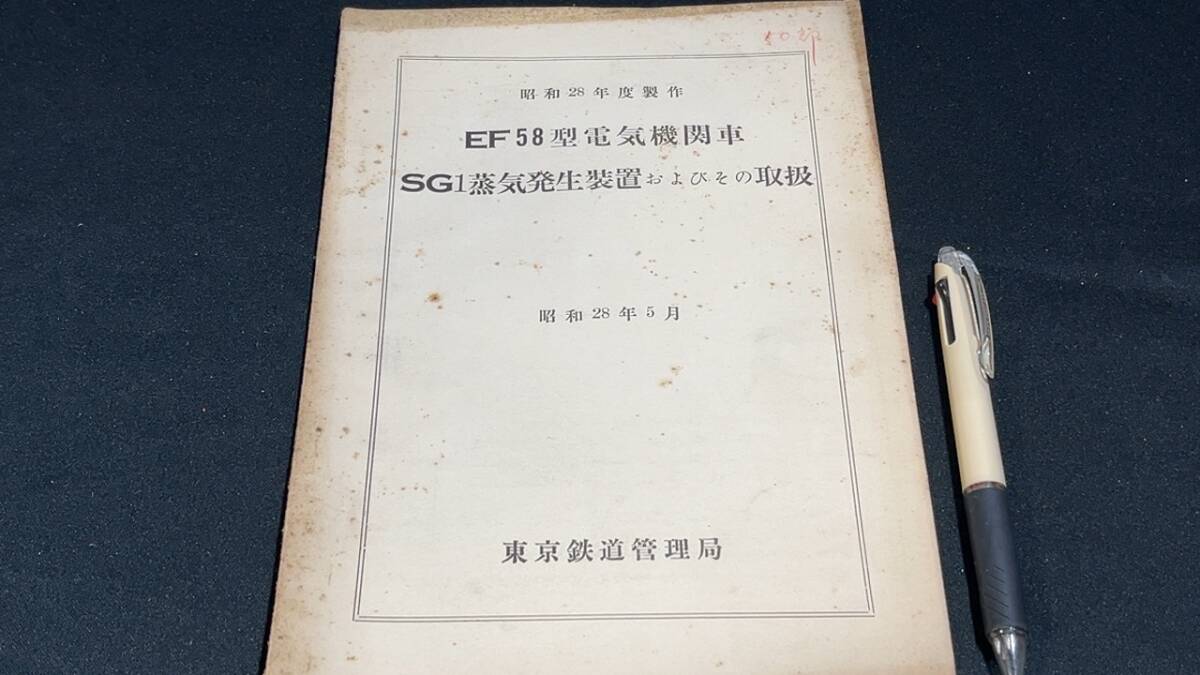 昭和28年度製作
EF58型電気機関車
SG1蒸気発生装置およびその取扱
昭和28年5月
東京鉄道管理局